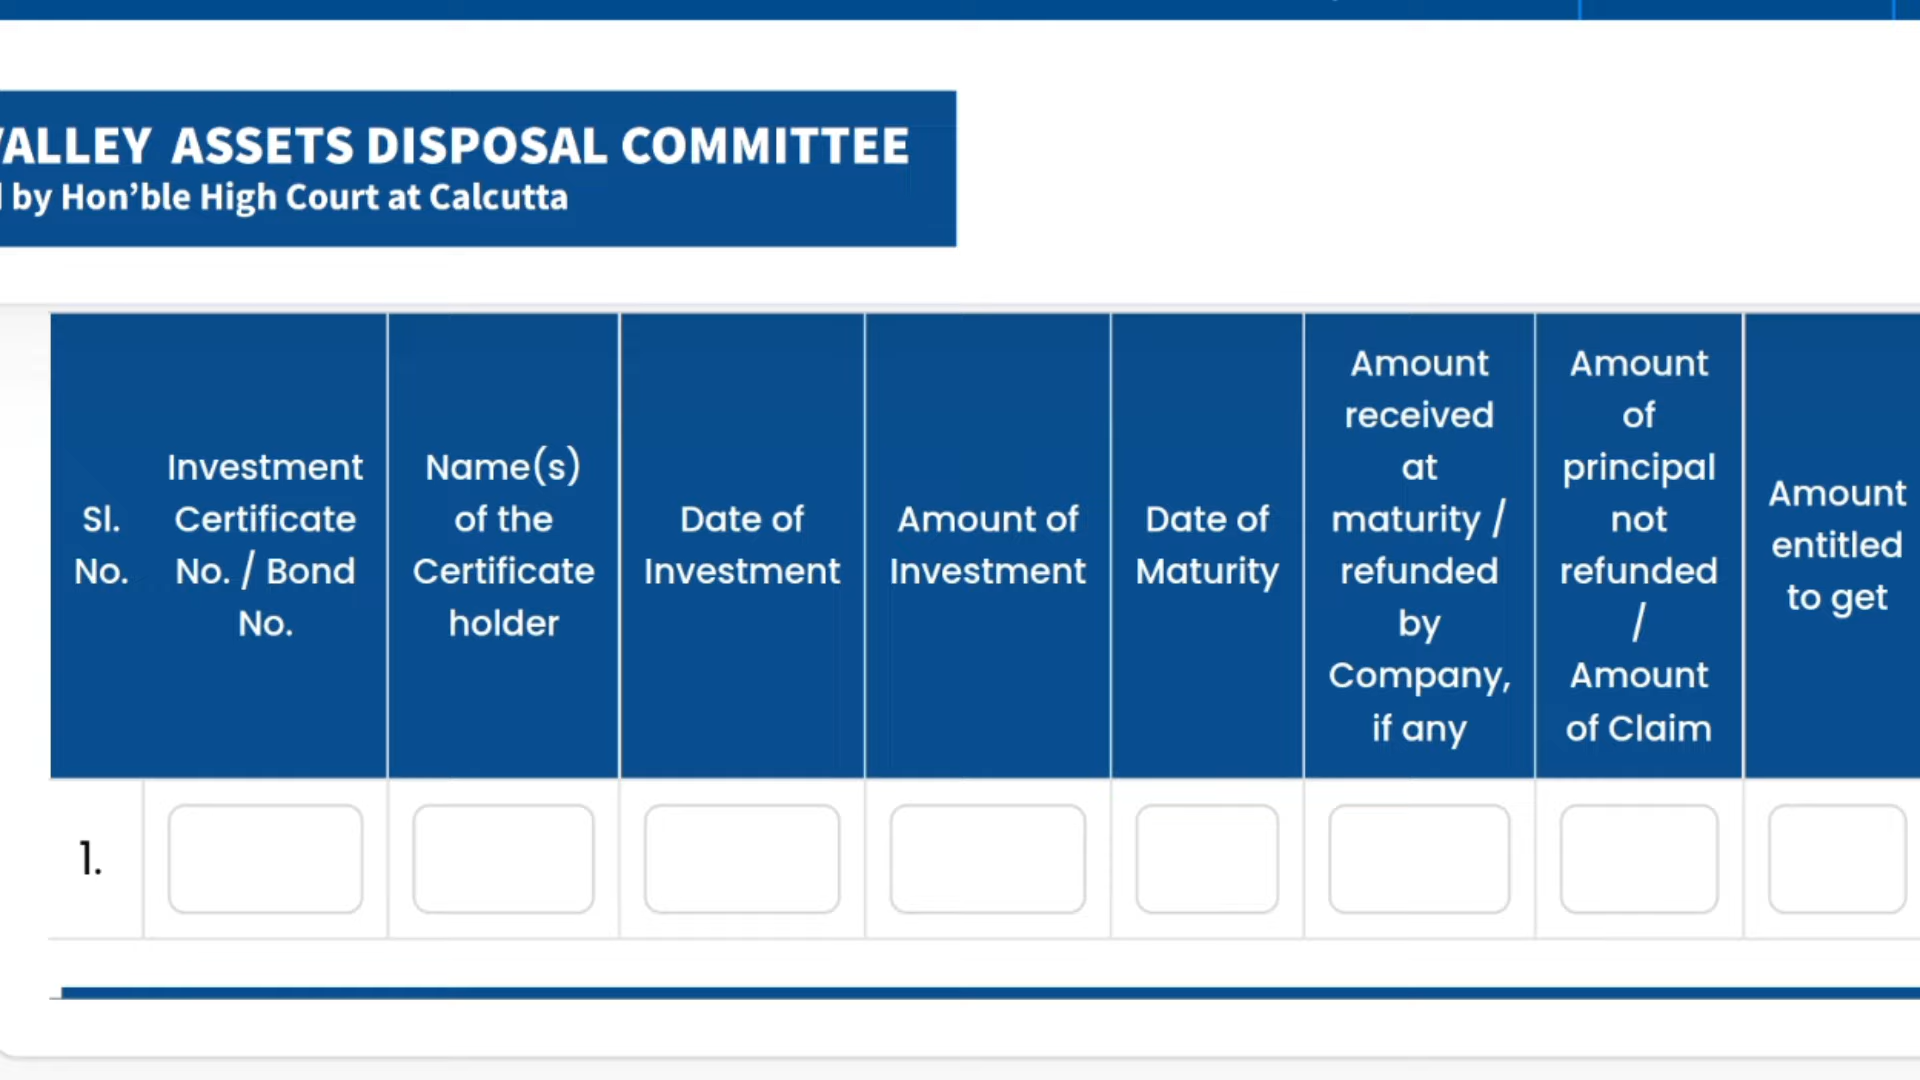 VALLEY ASSETS DISPOSAL COMMITTEE
by Hon’ble High Court at Calcutta
Sl.
No.
Investment
Certificate
No. / Bond
No.
Name(s)
of the
Certificate
holder
Date of
Investment
Amount of
Investment
Date of
Maturity
Amount
received
at
maturity /
refunded
by
Company,
if any
Amount
of
principal
not
refunded
/
Amount
of Claim
Amount
entitled
to get
1.